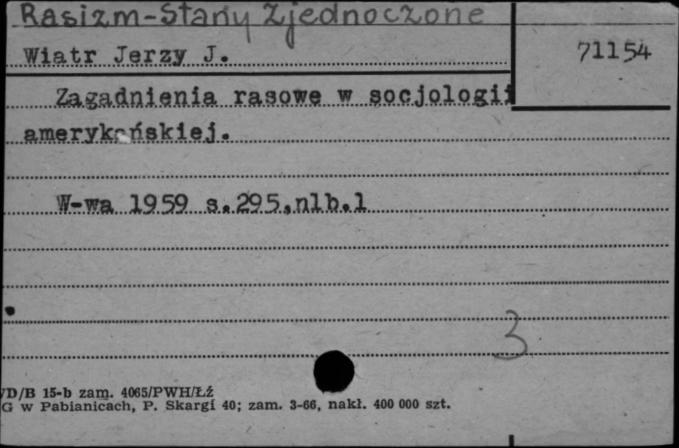 Rasizm-Stany Zjednoczone
Wiatr Jerzy J.
71154
Zagadnienia rasowe w socjologii
amerykańskiej.
W-wa 1959 s.295,nlb.1
3
/D/B 15-b zam. 4065/PWH/ŁŹ
G w Pabianicach, P. Skargi 40; zam. 3-66, nakł. 400 000 szt.